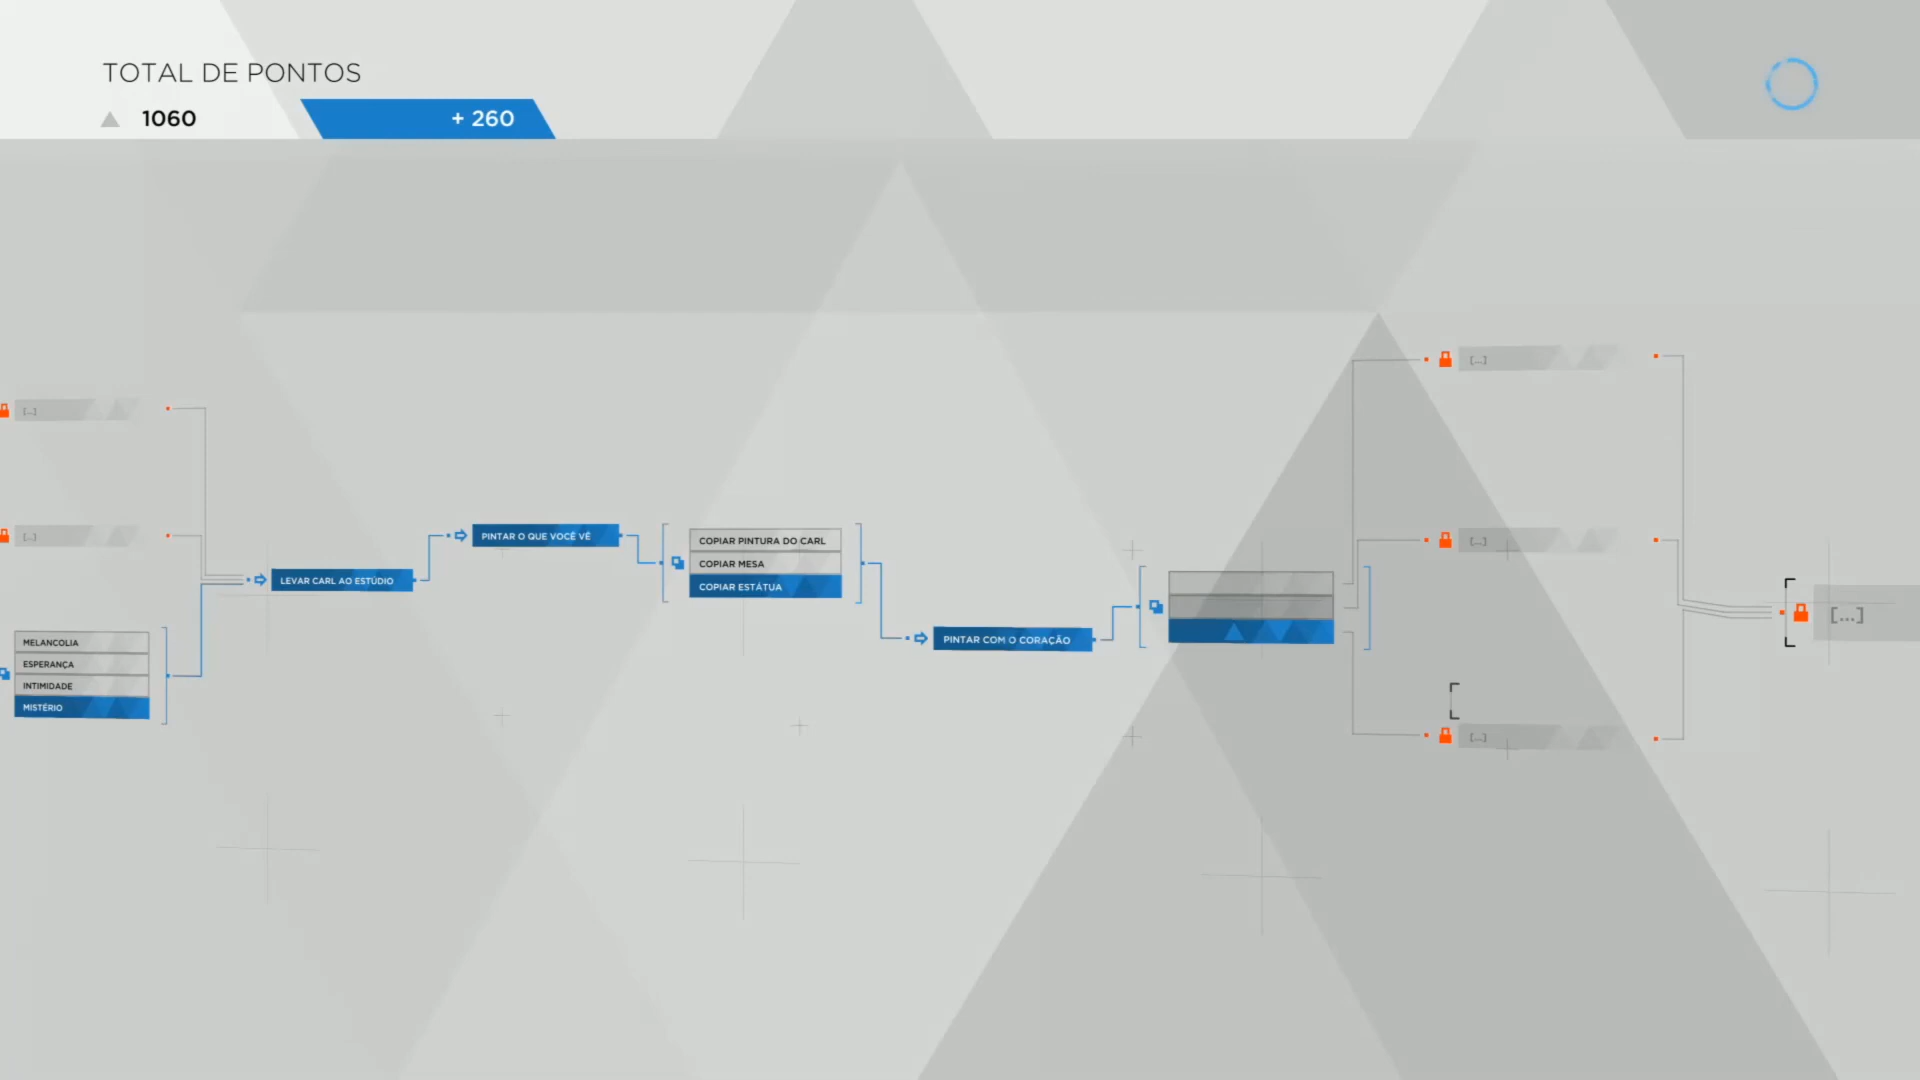 TOTAL DE PONTOS
1060
+ 260
[...]
[...]
MELANCOLIA
ESPERANÇA
INTIMIDADE
MISTÉRIO
LEVAR CARL AO ESTÚDIO
PINTAR O QUE VOCÊ VÊ
COPIAR PINTURA DO CARL
COPIAR MESA
COPIAR ESTÁTUA
PINTAR COM O CORAÇÃO
[...]
[...]
[...]
[...]